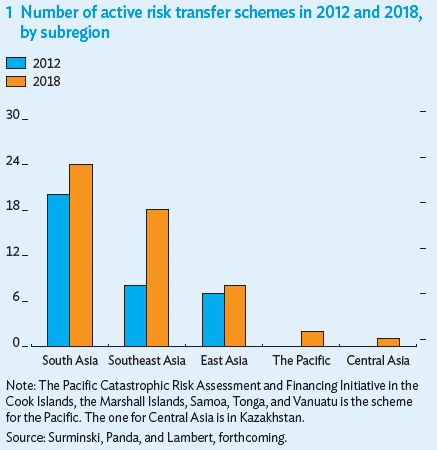 1 Number of active risk transfer schemes in 2012 and 2018,
by subregion
2012
2018
30
24
18
12
6
0
South Asia Southeast Asia East Asia The Pacific Central Asia
Note: The Pacific Catastrophic Risk Assessment and Financing Initiative in the
Cook Islands, the Marshall Islands, Samoa, Tonga, and Vanuatu is the scheme
for the Pacific. The one for Central Asia is in Kazakhstan.
Source: Surminski, Panda, and Lambert, forthcoming.